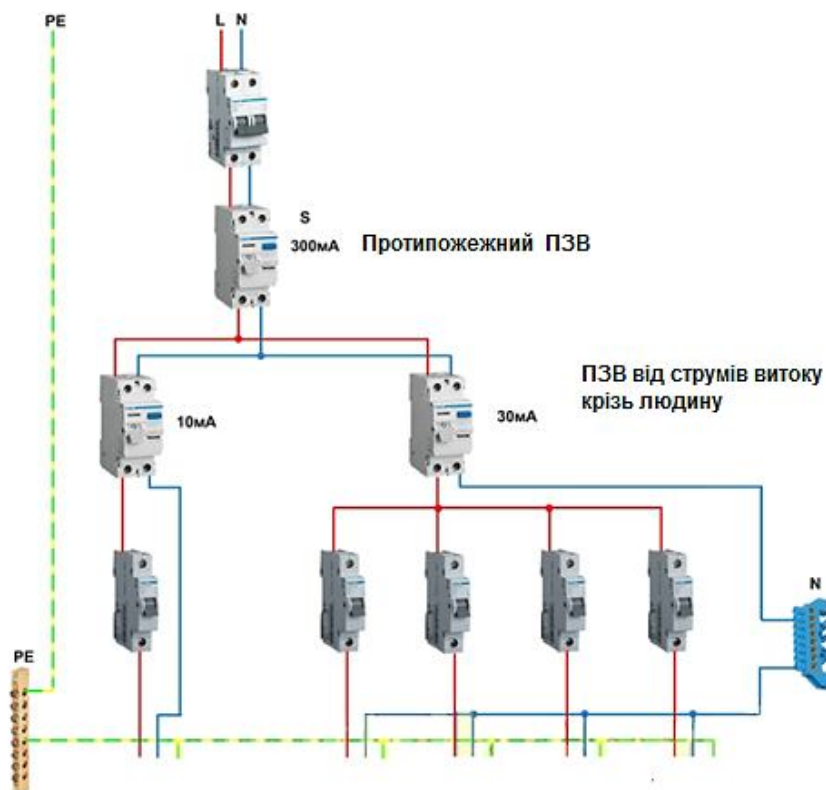 PE
L N
S
300мА Протипожежний ПЗВ
ПЗВ від струмів витоку
крізь людину
10мА
30мА
N
PE